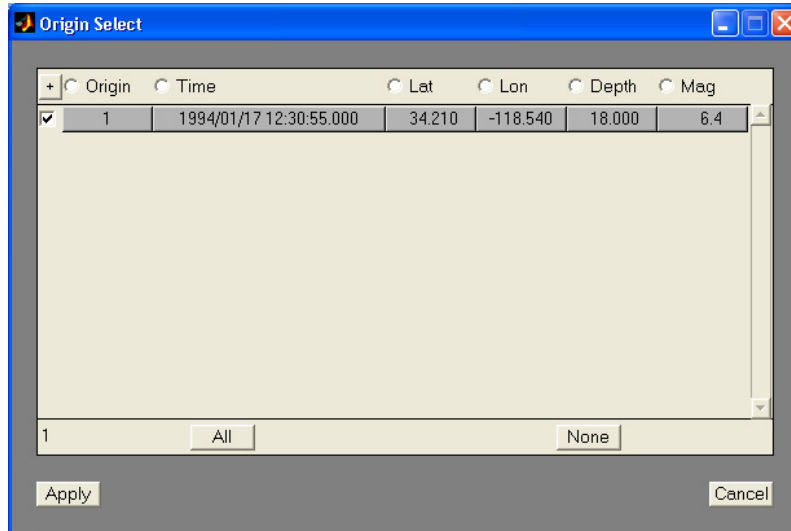 Origin Select
+ Origin Time Lat Lon Depth Mag
1 1994/01/17 12:30:55.000 34.210 -118.540 18.000 6.4
1 All None
Apply Cancel